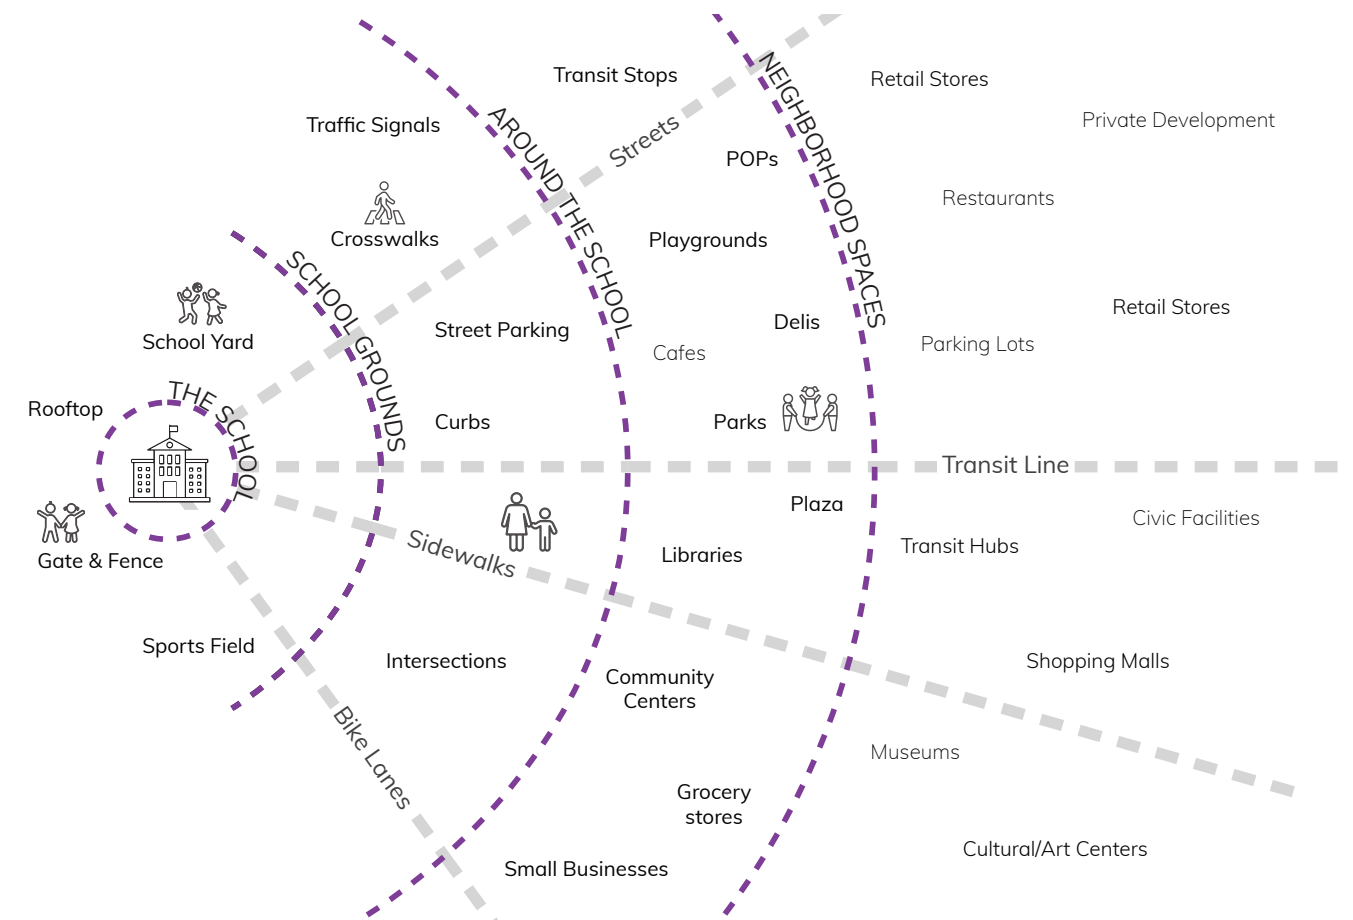 Transit Stops
Retail Stores
NEIGHBORHOOD SPACES
Private Development
AROUND THE SCHOOL
Traffic Signals
Streets
POPs
Restaurants
Crosswalks
Playgrounds
SCHOOL GROUNDS
Retail Stores
Delis
Street Parking
School Yard
Parking Lots
Cafes
THE SCHOOL
Rooftop
Curbs
Parks
Transit Line
Plaza
Civic Facilities
Transit Hubs
Sidewalks
Libraries
Gate & Fence
Sports Field
Intersections
Shopping Malls
Community
Centers
Bike Lanes
Museums
Grocery
stores
Cultural/Art Centers
Small Businesses